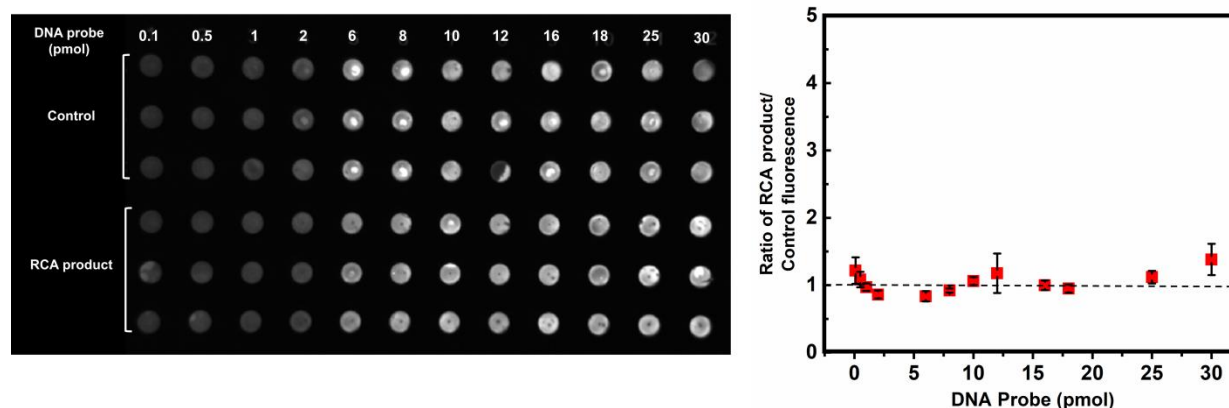 DNA probe
(pmol)
0.1 0.5 1 2 6 8 10 12 16 18 25 30
Control
RCA product
Ratio of RCA product/
Control fluorescence
5
4
3
2
1
0
0 5 10 15 20 25 30
DNA Probe (pmol)